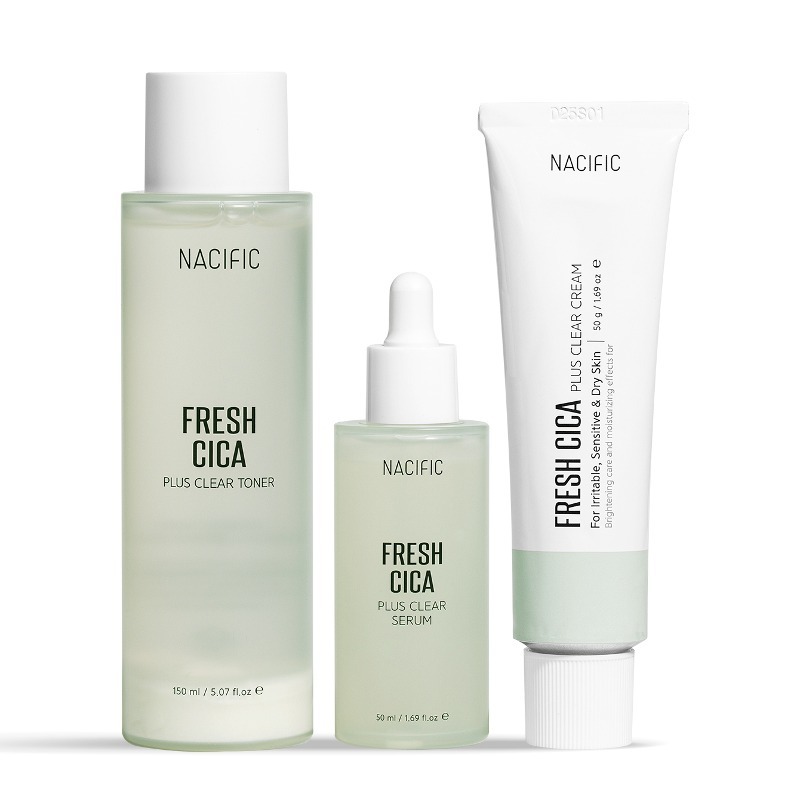 NACIFIC
FRESH
CICA
PLUS CLEAR TONER
150 ml / 5.07 fl.oz ℮
NACIFIC
FRESH
CICA
PLUS CLEAR
SERUM
50 ml / 1.69 fl.oz ℮
025S01
NACIFIC
FRESH CICA PLUS CLEAR CREAM
For Irritable, Sensitive & Dry Skin | 50 g / 1.69 oz ℮
Brightening care and moisturizing effects for